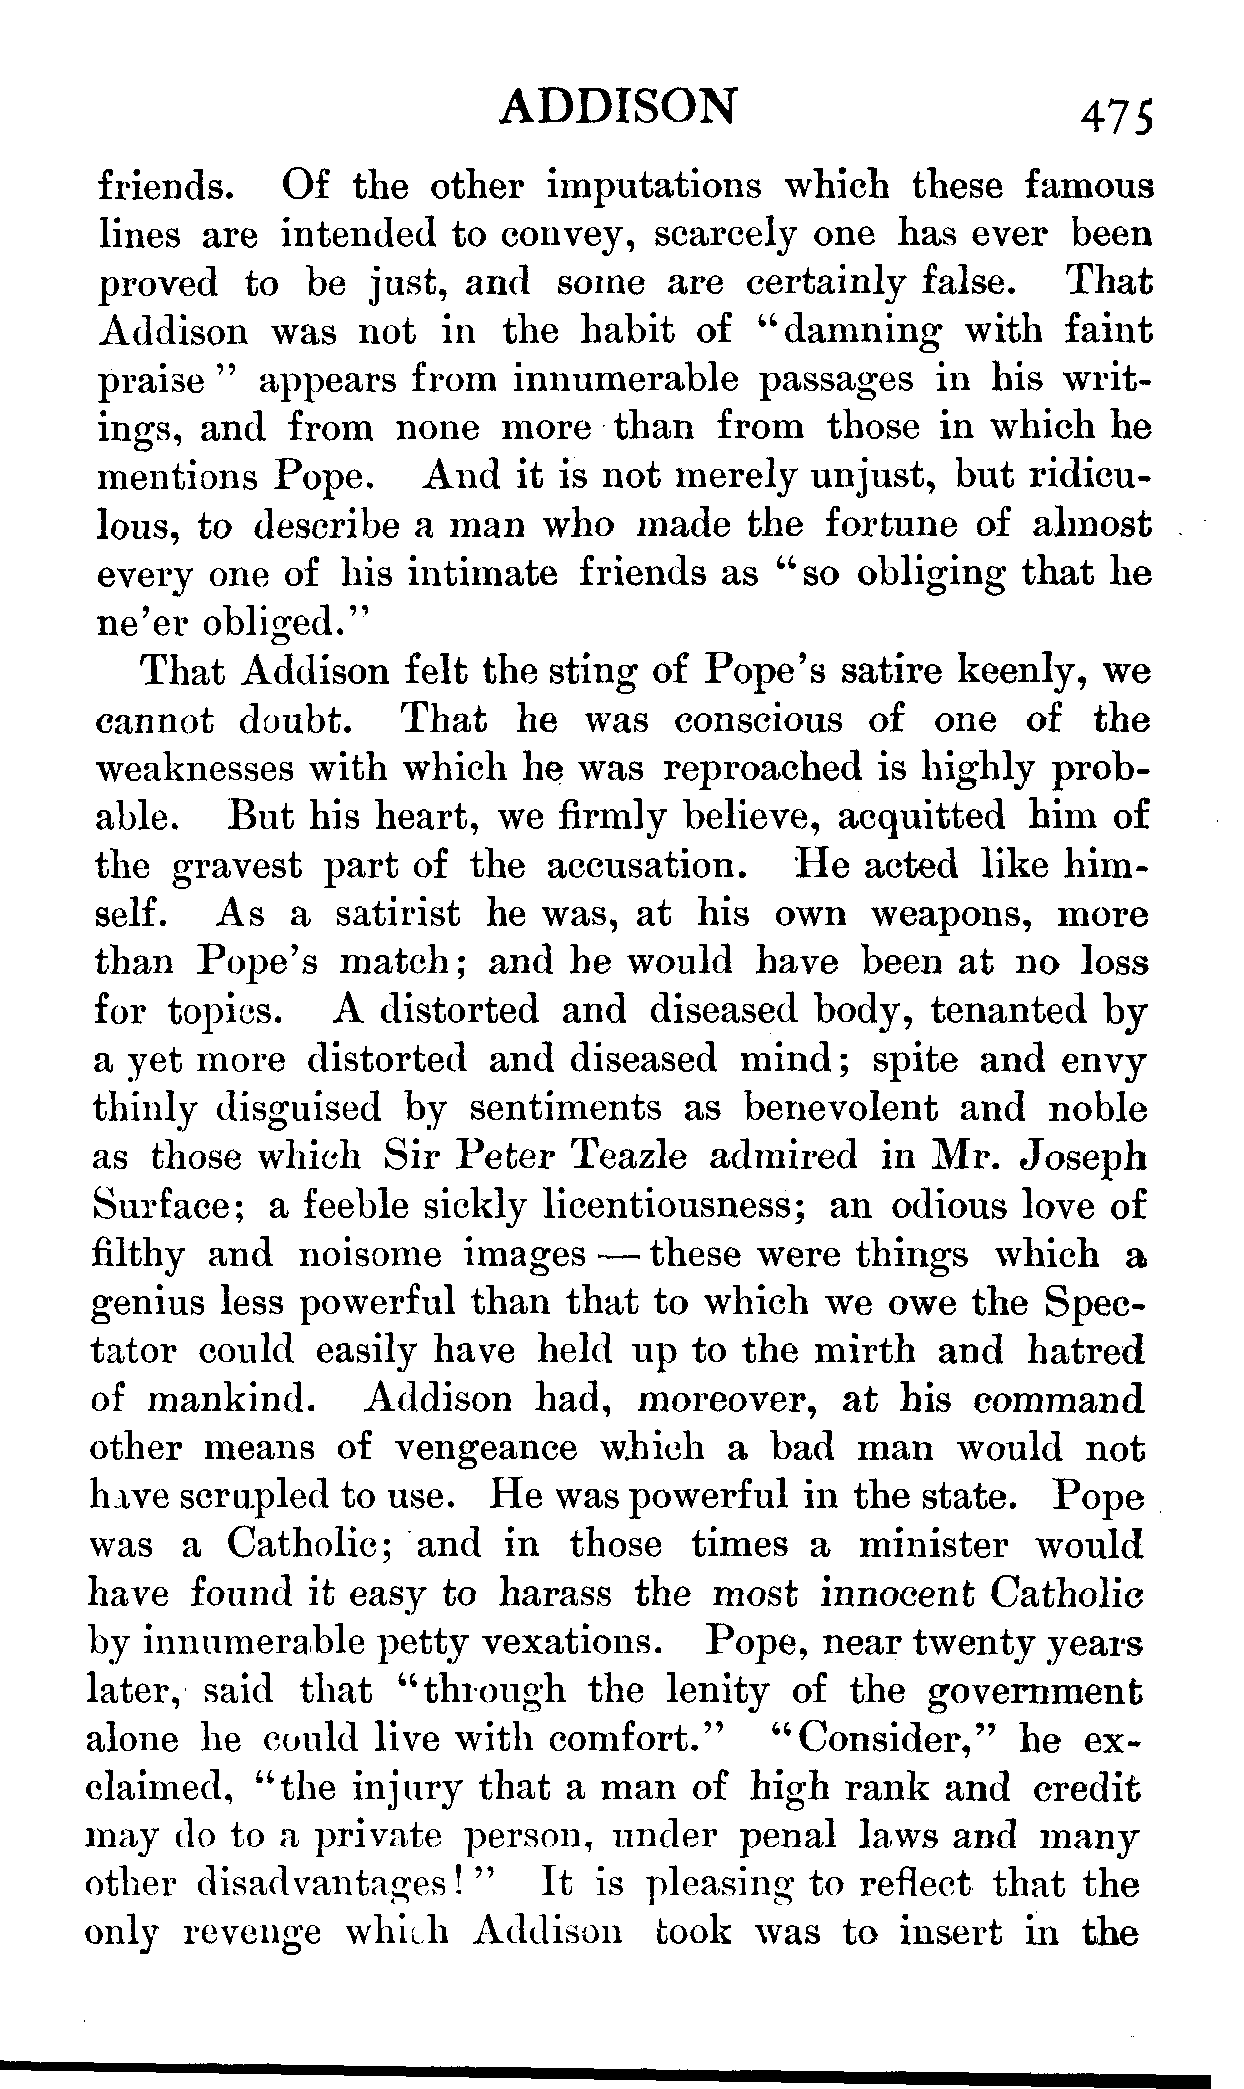 ADDISON 475
friends. Of the other imputations which these famous
lines are intended to convey, scarcely one has ever been
proved to be just, and some are certainly false. That
Addison was not in the habit of “damning with faint
praise” appears from innumerable passages in his writ-
ings, and from none more than from those in which he
mentions Pope. And it is not merely unjust, but ridicu-
lous, to describe a man who made the fortune of almost
every one of his intimate friends as “so obliging that he
ne’er obliged.”
That Addison felt the sting of Pope’s satire keenly, we
cannot doubt. That he was conscious of one of the
weaknesses with which he was reproached is highly prob-
able. But his heart, we firmly believe, acquitted him of
the gravest part of the accusation. He acted like him-
self. As a satirist he was, at his own weapons, more
than Pope’s match; and he would have been at no loss
for topics. A distorted and diseased body, tenanted by
a yet more distorted and diseased mind; spite and envy
thinly disguised by sentiments as benevolent and noble
as those which Sir Peter Teazle admired in Mr. Joseph
Surface; a feeble sickly licentiousness; an odious love of
filthy and noisome images — these were things which a
genius less powerful than that to which we owe the Spec-
tator could easily have held up to the mirth and hatred
of mankind. Addison had, moreover, at his command
other means of vengeance which a bad man would not
have scrupled to use. He was powerful in the state. Pope
was a Catholic; and in those times a minister would
have found it easy to harass the most innocent Catholic
by innumerable petty vexations. Pope, near twenty years
later, said that “through the lenity of the government
alone he could live with comfort.” “Consider,” he ex-
claimed, “the injury that a man of high rank and credit
may do to a private person, under penal laws and many
other disadvantages!” It is pleasing to reflect that the
only revenge which Addison took was to insert in the